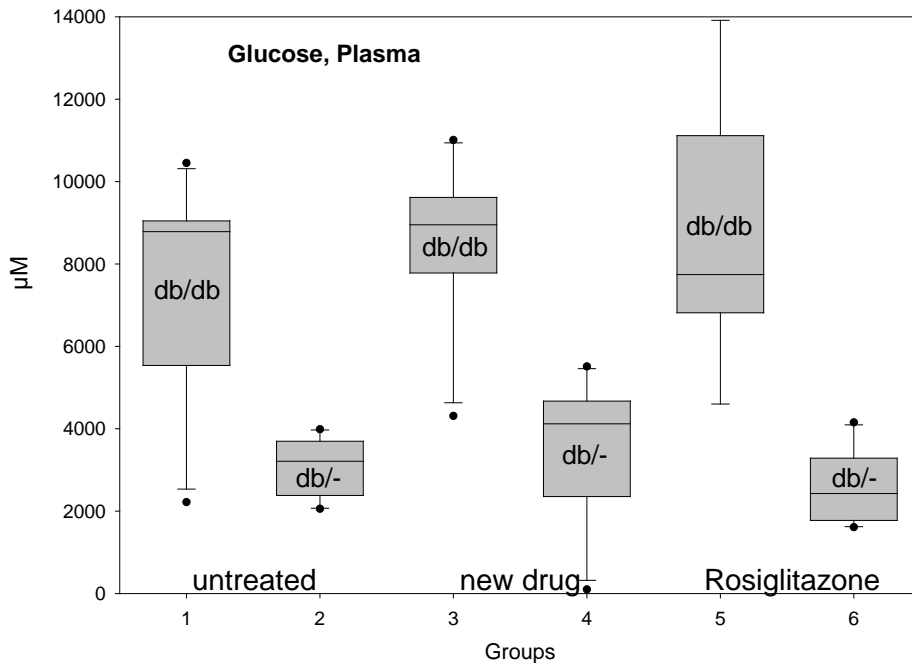 Glucose, Plasma
14000
12000
10000
8000
6000
4000
2000
0
µM
db/db
db/-
db/db
db/-
db/db
db/-
untreated
new drug
Rosiglitazone
1 2 3 4 5 6
Groups